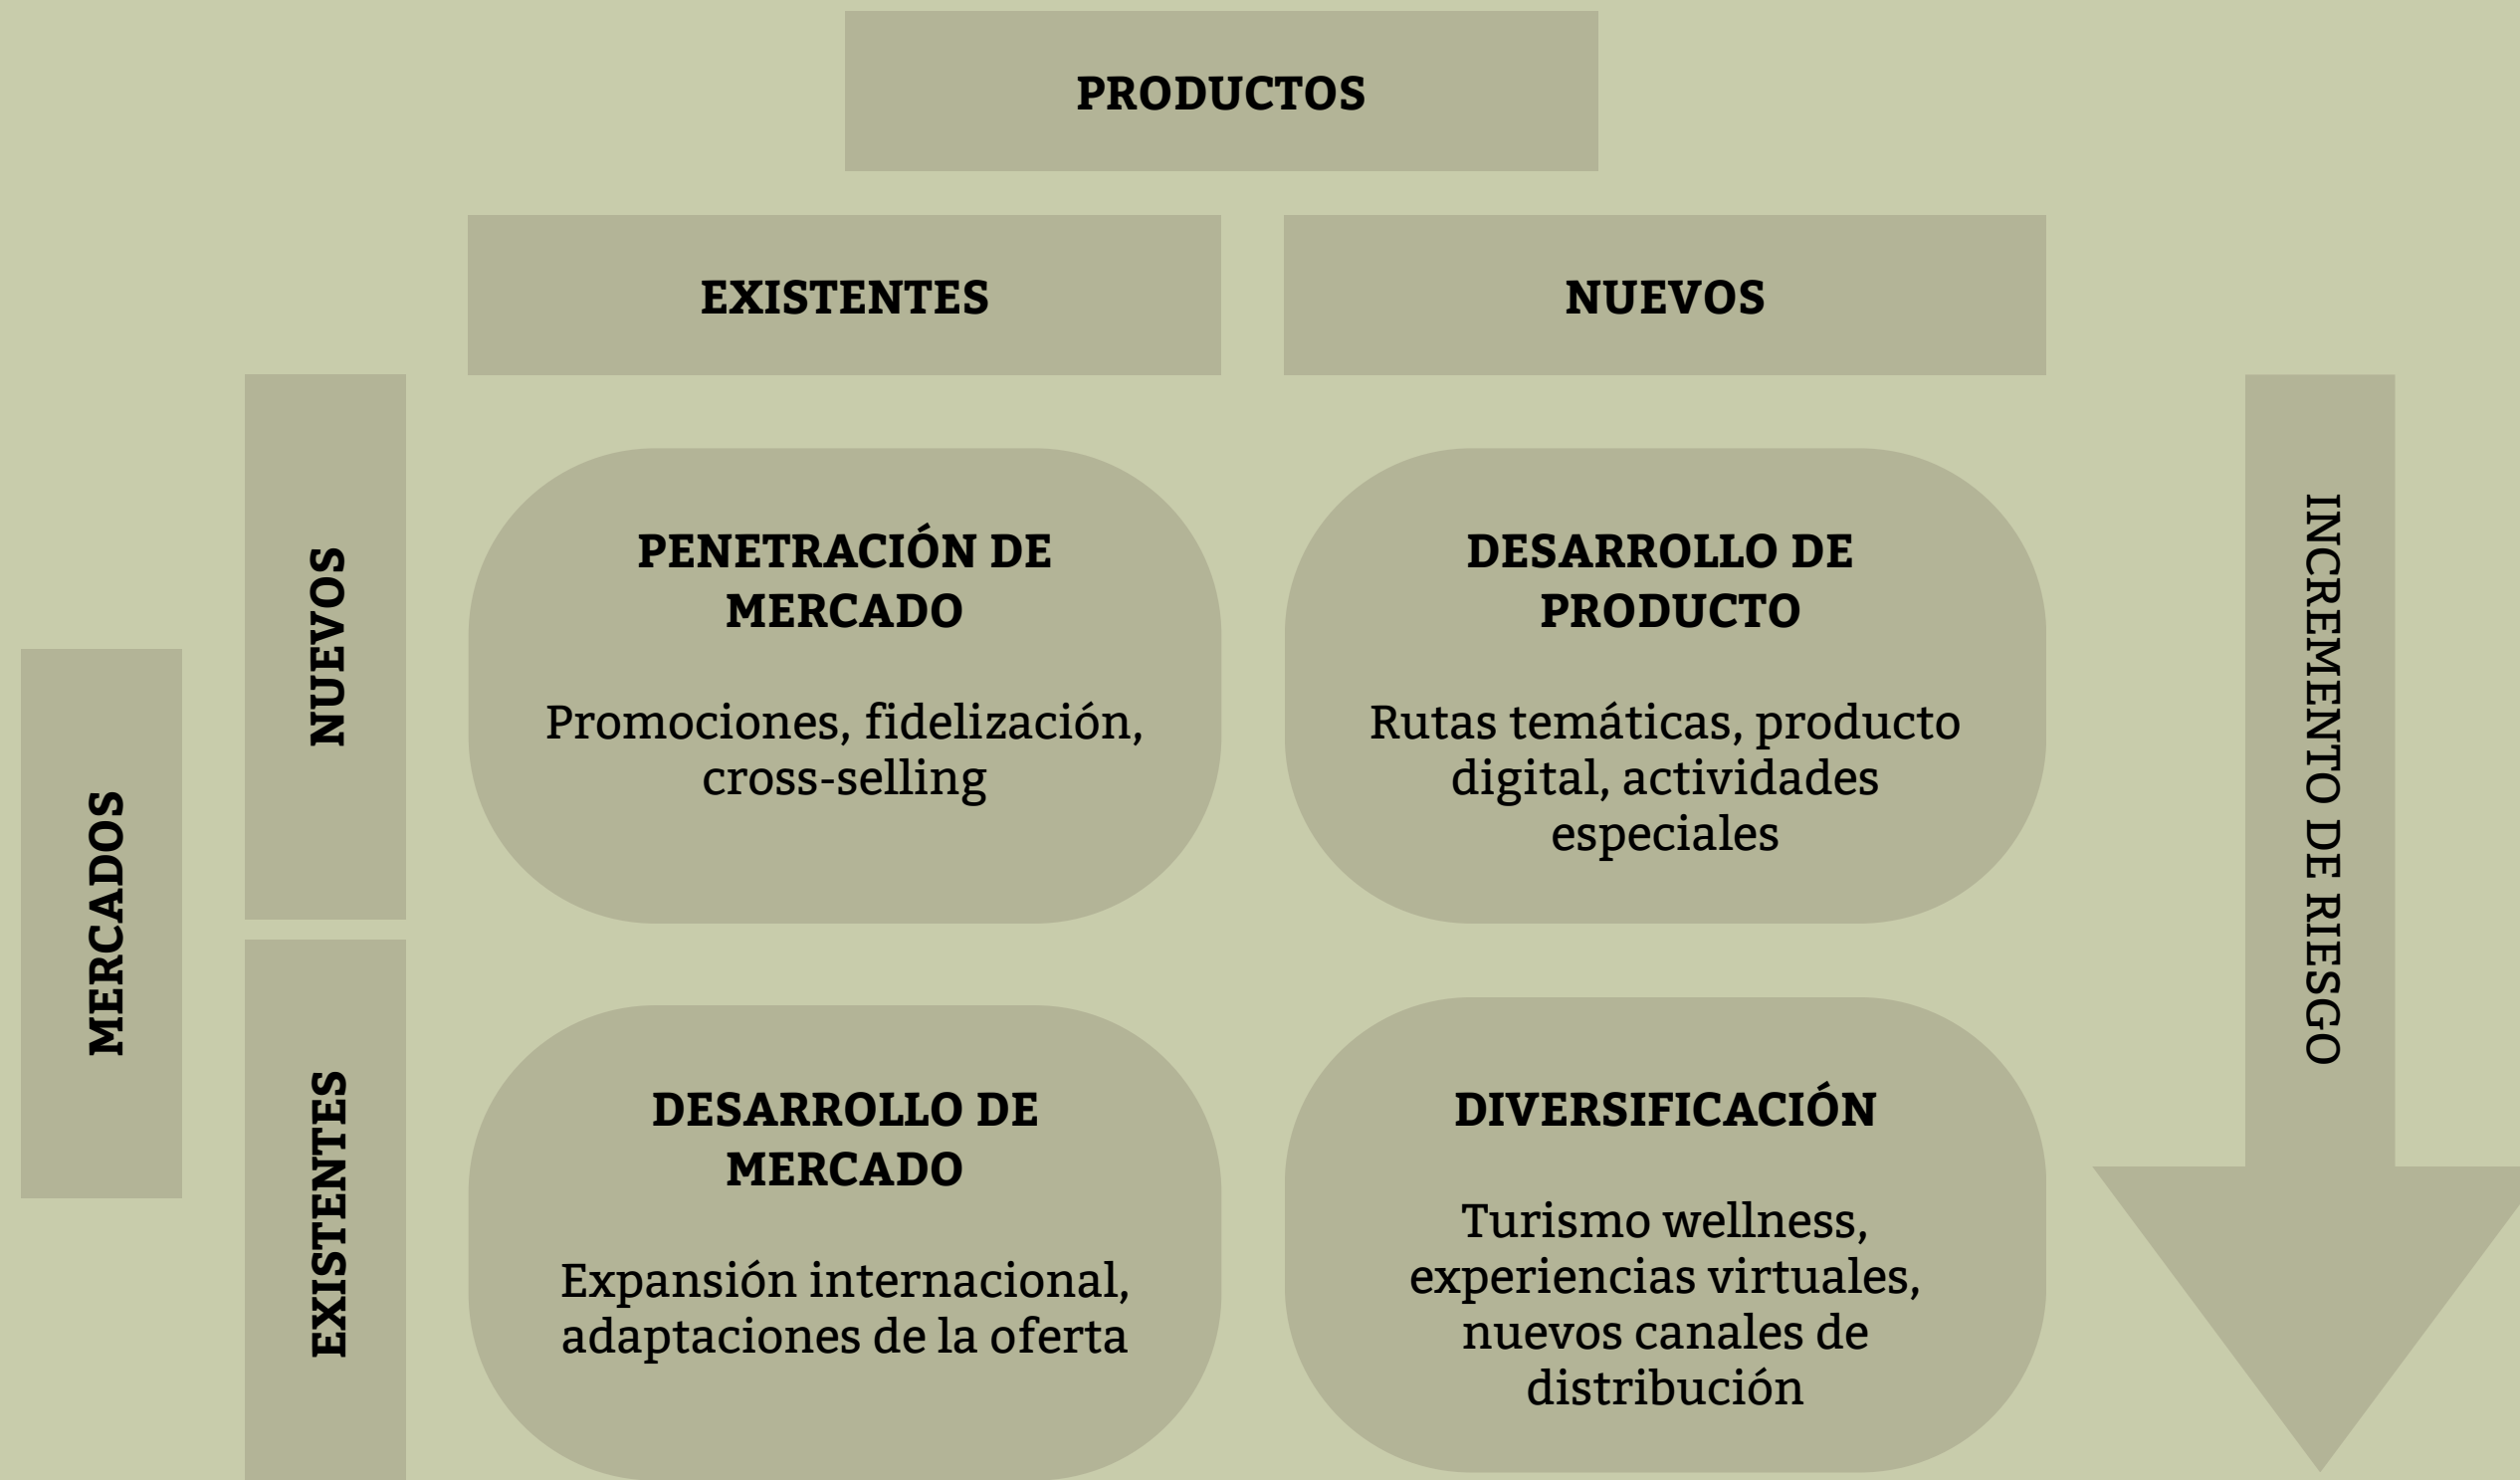 PRODUCTOS
EXISTENTES
NUEVOS
MERCADOS
NUEVOS
PENETRACIÓN DE
MERCADO
Promociones, fidelización,
cross-selling
DESARROLLO DE
PRODUCTO
Rutas temáticas, producto
digital, actividades
especiales
INCREMENTO DE RIESGO
EXISTENTES
DESARROLLO DE
MERCADO
Expansión internacional,
adaptaciones de la oferta
DIVERSIFICACIÓN
Turismo wellness,
experiencias virtuales,
nuevos canales de
distribución